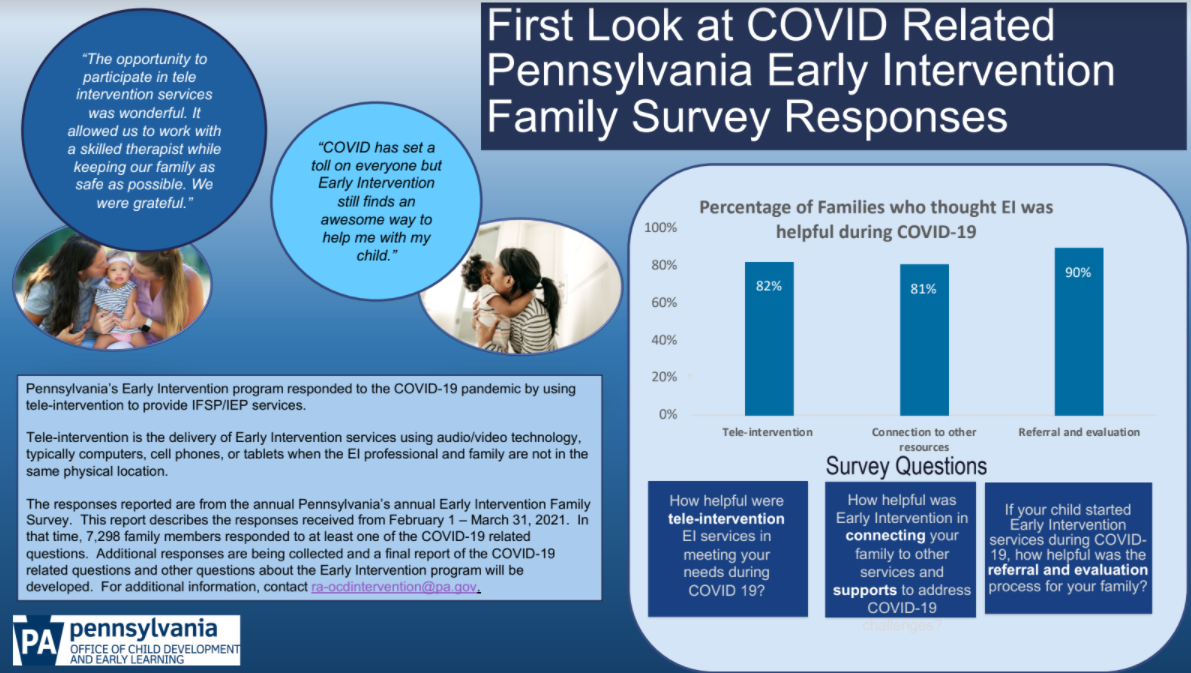 First Look at COVID Related
Pennsylvania Early Intervention
Family Survey Responses
“The opportunity to
participate in tele
intervention services
was wonderful. It
allowed us to work with
a skilled therapist while
keeping our family as
safe as possible. We
were grateful.”
“COVID has set a
toll on everyone but
Early Intervention
still finds an
awesome way to
help me with my
child.”
Pennsylvania’s Early Intervention program responded to the COVID-19 pandemic by using
tele-intervention to provide IFSP/IEP services.
Tele-intervention is the delivery of Early Intervention services using audio/video technology,
typically computers, cell phones, or tablets when the EI professional and family are not in the
same physical location.
The responses reported are from the annual Pennsylvania’s annual Early Intervention Family
Survey. This report describes the responses received from February 1 – March 31, 2021. In
that time, 7,298 family members responded to at least one of the COVID-19 related
questions. Additional responses are being collected and a final report of the COVID-19
related questions and other questions about the Early Intervention program will be
developed. For additional information, contact ra-ocdintervention@pa.gov.
PA pennsylvania
OFFICE OF CHILD DEVELOPMENT
AND EARLY LEARNING
Percentage of Families who thought EI was
helpful during COVID-19
100%
80%
60%
40%
20%
0%
82%
81%
90%
Tele-intervention
Connection to other
resources
Referral and evaluation
Survey Questions
How helpful were
tele-intervention
EI services in
meeting your
needs during
COVID 19?
How helpful was
Early Intervention in
connecting your
family to other
services and
supports to address
COVID-19
challenges?
If your child started
Early Intervention
services during COVID-
19, how helpful was the
referral and evaluation
process for your family?